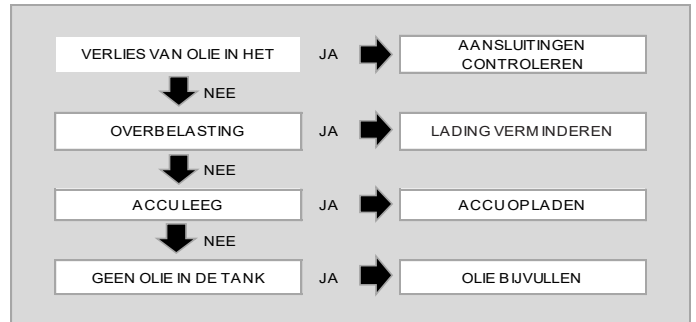 VERLIES VAN OLIE IN HET
JA
AANSLUITINGEN
CONTROLEREN
NEE
OVERBELASTING
JA
LADING VERMINDEREN
NEE
ACCU LEEG
JA
ACCU OPLADEN
NEE
GEEN OLIE IN DE TANK
JA
OLIE BIJVULLEN